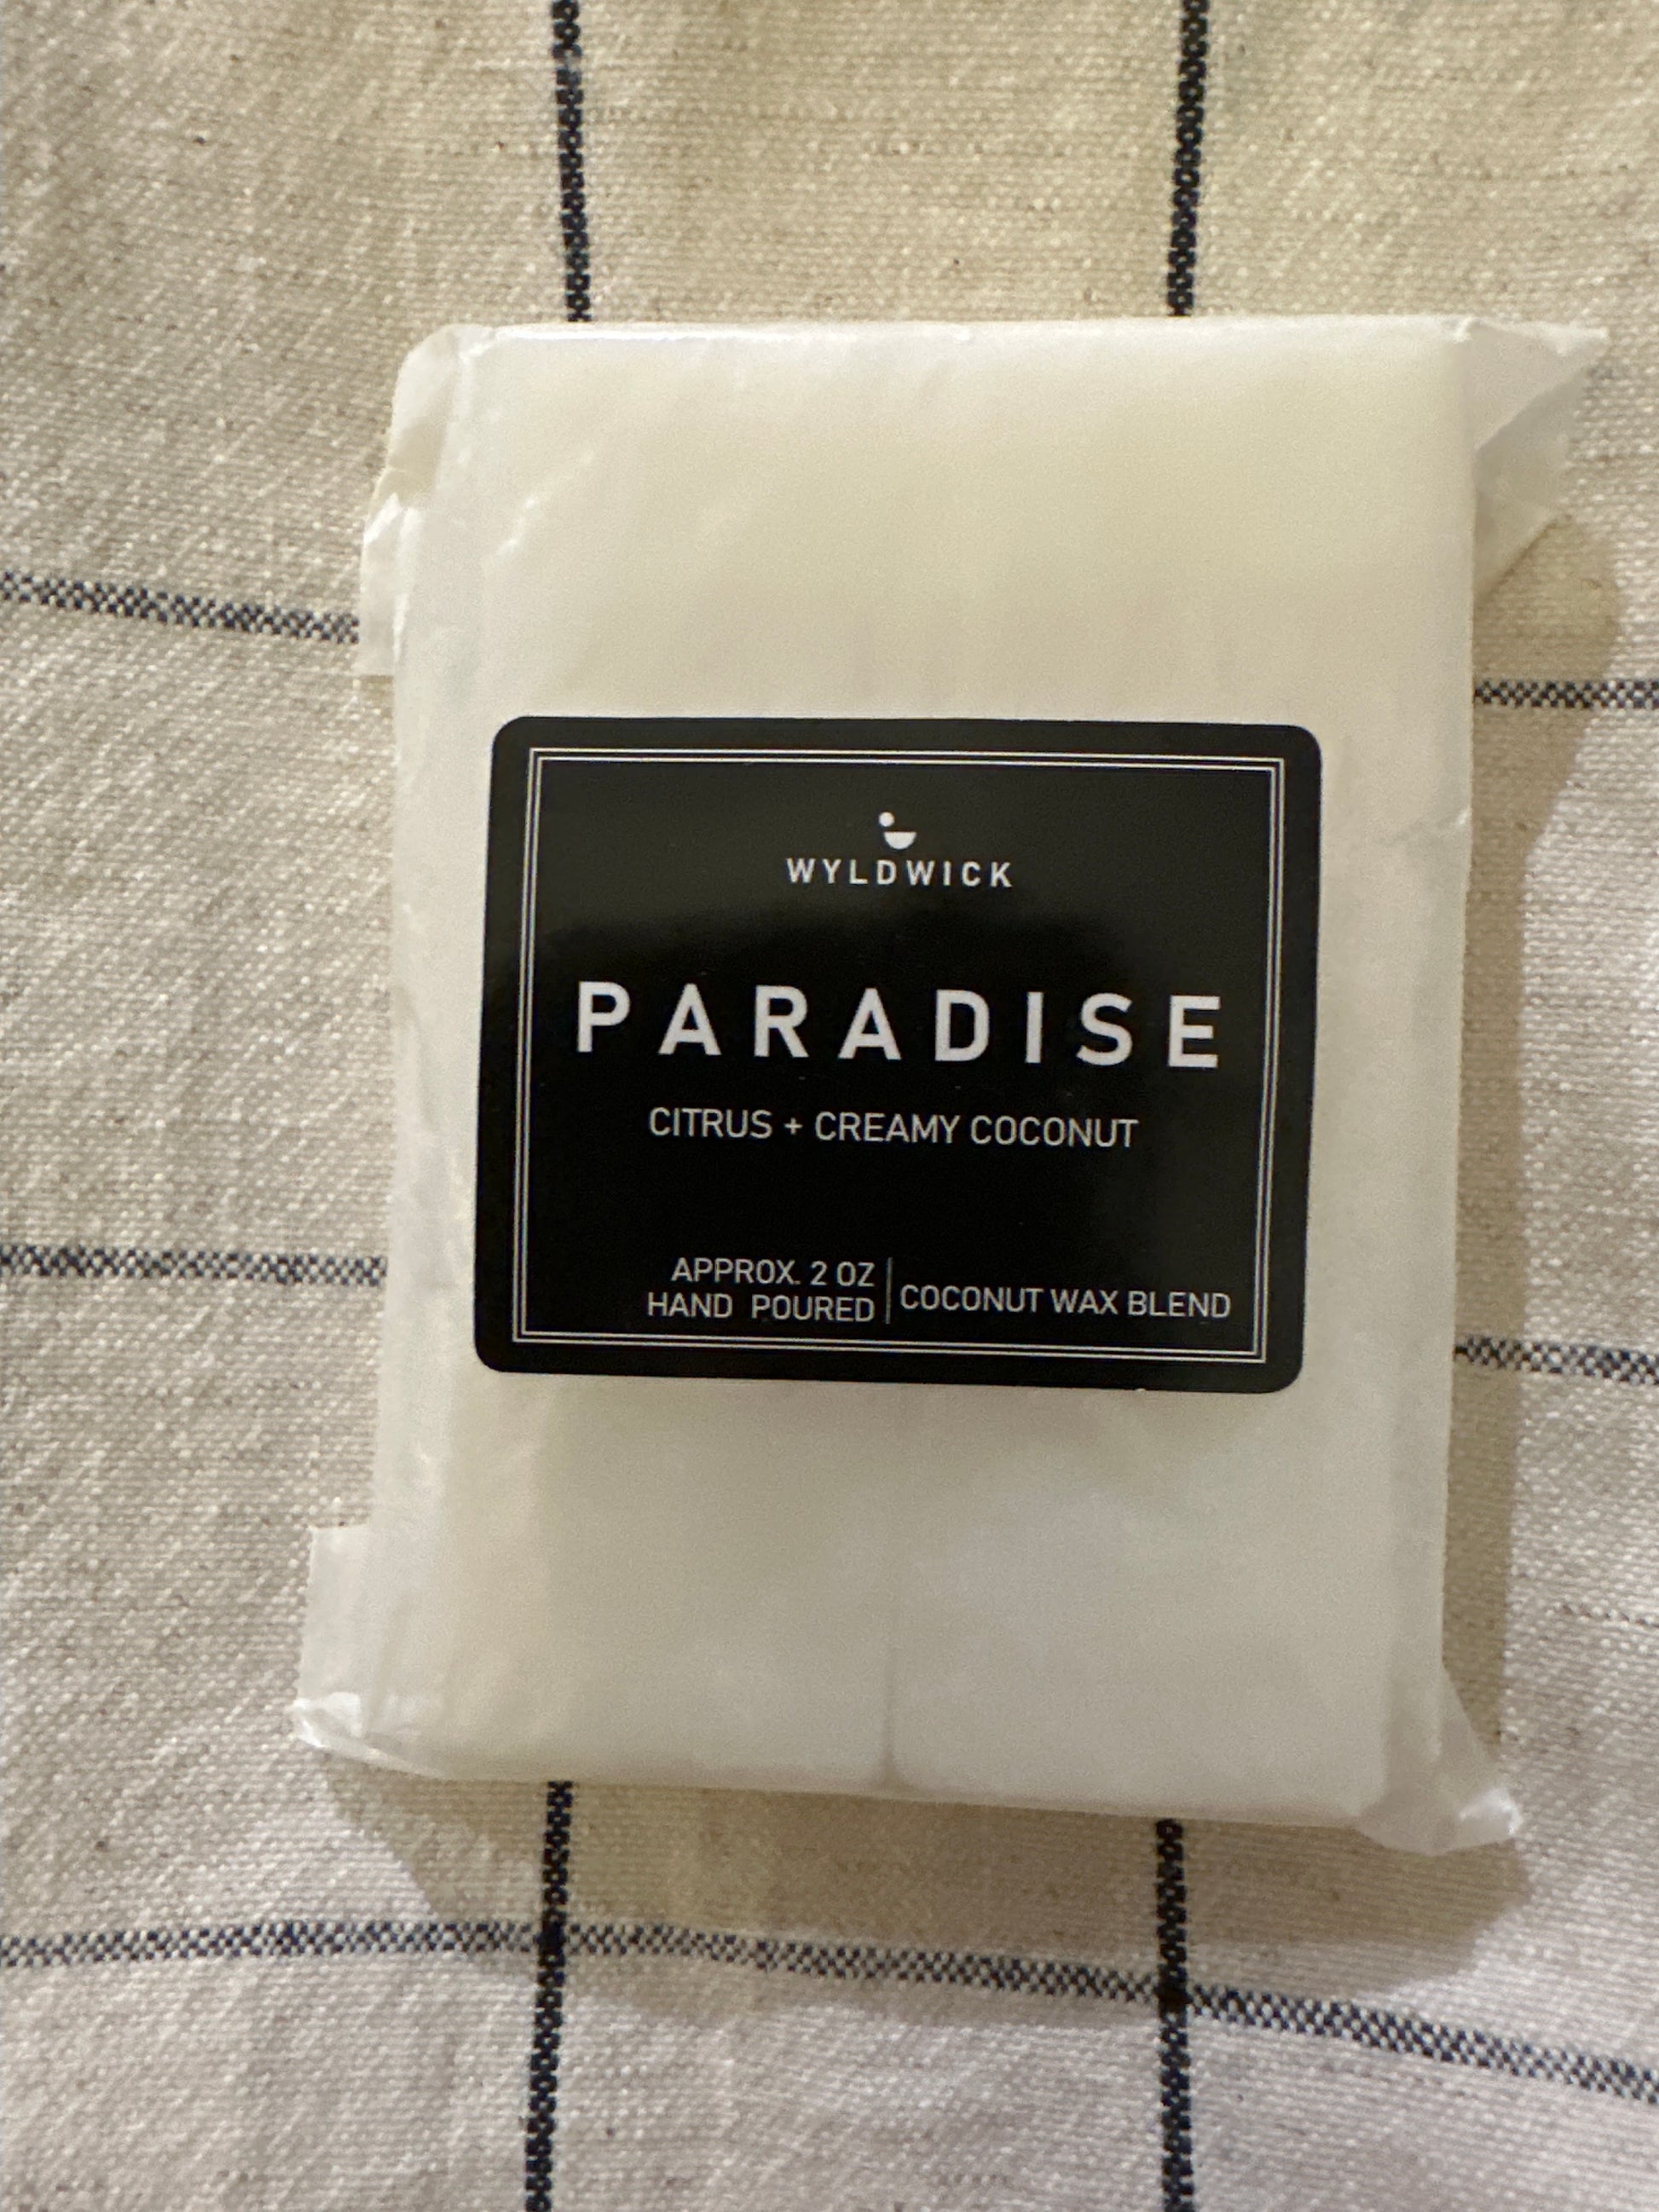 WYLDWICK
PARADISE
CITRUS + CREAMY COCONUT
APPROX. 2 OZ
HAND POURED
COCONUT WAX BLEND